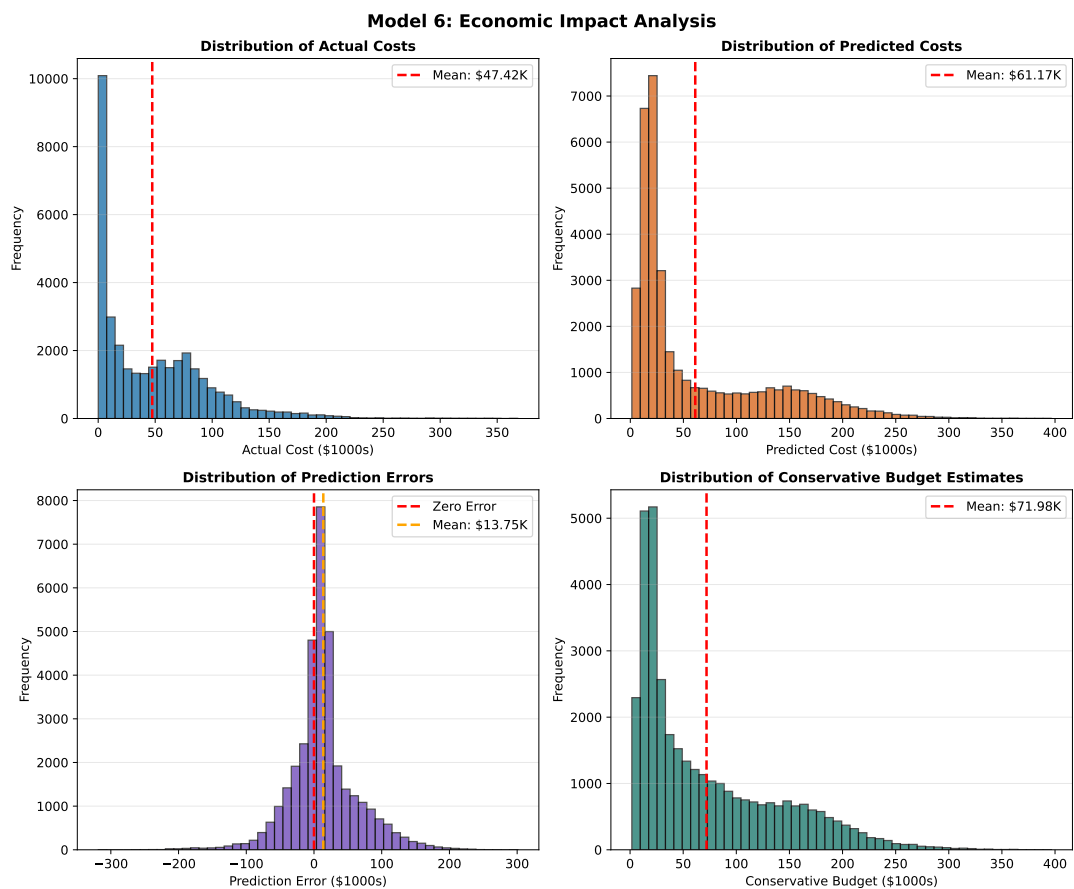 Model 6: Economic Impact Analysis
Distribution of Actual Costs
Mean: $47.42K
Frequency
10000
8000
6000
4000
2000
0
0 50 100 150 200 250 300 350
Actual Cost ($1000s)
Distribution of Predicted Costs
Mean: $61.17K
Frequency
7000
6000
5000
4000
3000
2000
1000
0
0 50 100 150 200 250 300 350 400
Predicted Cost ($1000s)
Distribution of Prediction Errors
Zero Error
Mean: $13.75K
Frequency
8000
7000
6000
5000
4000
3000
2000
1000
0
−300 −200 −100 0 100 200 300
Prediction Error ($1000s)
Distribution of Conservative Budget Estimates
Mean: $71.98K
Frequency
5000
4000
3000
2000
1000
0
0 50 100 150 200 250 300 350 400
Conservative Budget ($1000s)